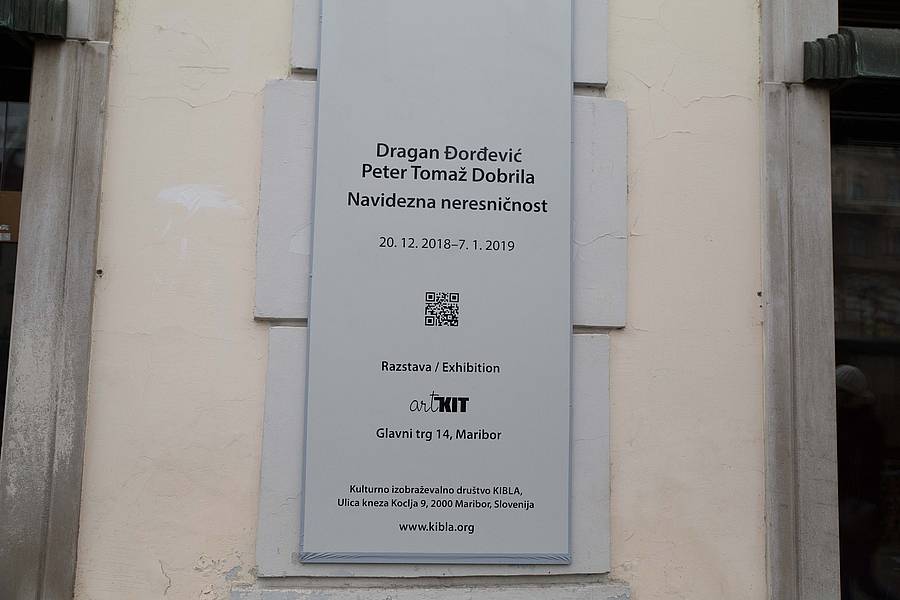 Dragan Đorđević
Peter Tomaž Dobrila
Navidezna neresničnost
20. 12. 2018–7. 1. 2019
Razstava / Exhibition
artKIT
Glavni trg 14, Maribor
Kulturno izobraževalno društvo KIBLA,
Ulica kneza Koclja 9, 2000 Maribor, Slovenija
www.kibla.org